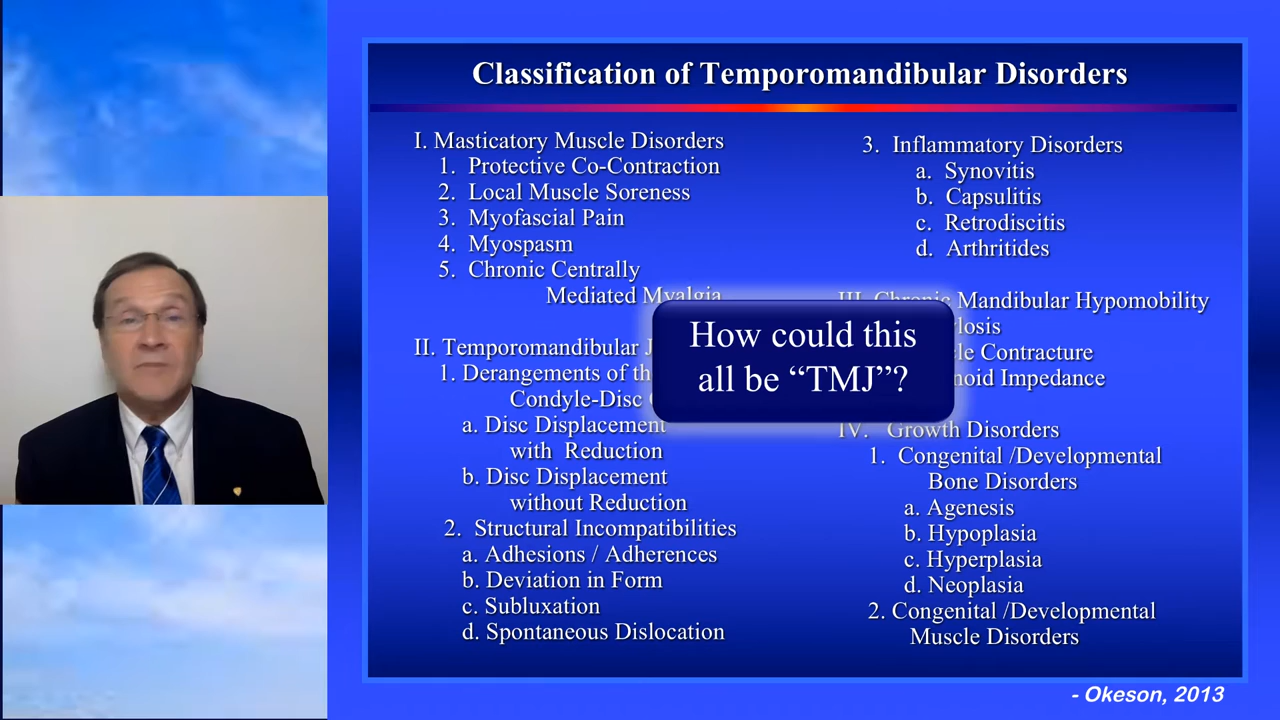 Classification of Temporomandibular Disorders
I. Masticatory Muscle Disorders
1. Protective Co-Contraction
2. Local Muscle Soreness
3. Myofascial Pain
4. Myospasm
5. Chronic Centrally
Mediated Myalgia
II. Temporomandibular
1. Derangements of
Condyle-Disc
a. Disc Displacement
with Reduction
b. Disc Displacement
without Reduction
2. Structural Incompatibilities
a. Adhesions / Adherences
b. Deviation in Form
c. Subluxation
d. Spontaneous Dislocation
3. Inflammatory Disorders
a. Synovitis
b. Capsulitis
c. Retrodiscitis
d. Arthritides
III. Chronic Mandibular Hypomobility
Contracture
Impedance
IV. Growth Disorders
1. Congenital /Developmental
Bone Disorders
a. Agenesis
b. Hypoplasia
c. Hyperplasia
d. Neoplasia
2. Congenital /Developmental
Muscle Disorders
How could this
all be “TMJ”?
- Okeson, 2013